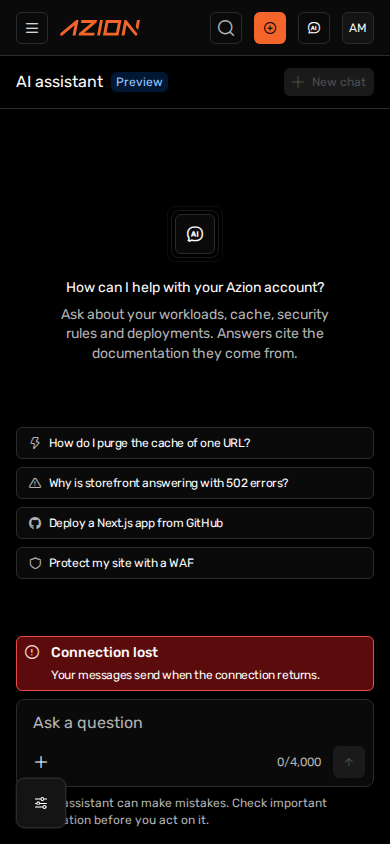 AZION
AM
AI assistant Preview New chat
AI
How can I help with your Azion account?
Ask about your workloads, cache, security
rules and deployments. Answers cite the
documentation they come from.
How do I purge the cache of one URL?
Why is storefront answering with 502 errors?
Deploy a Next.js app from GitHub
Protect my site with a WAF
Connection lost
Your messages send when the connection returns.
Ask a question
0/4,000
assistant can make mistakes. Check important
before you act on it.